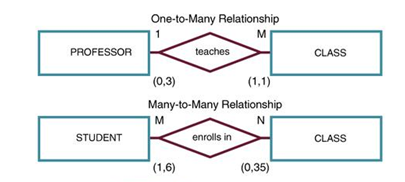 One-to-Many Relationship
1 M
PROFESSOR teaches CLASS
(0,3) (1,1)
Many-to-Many Relationship
M N
STUDENT enrolls in CLASS
(1,6) (0,35)